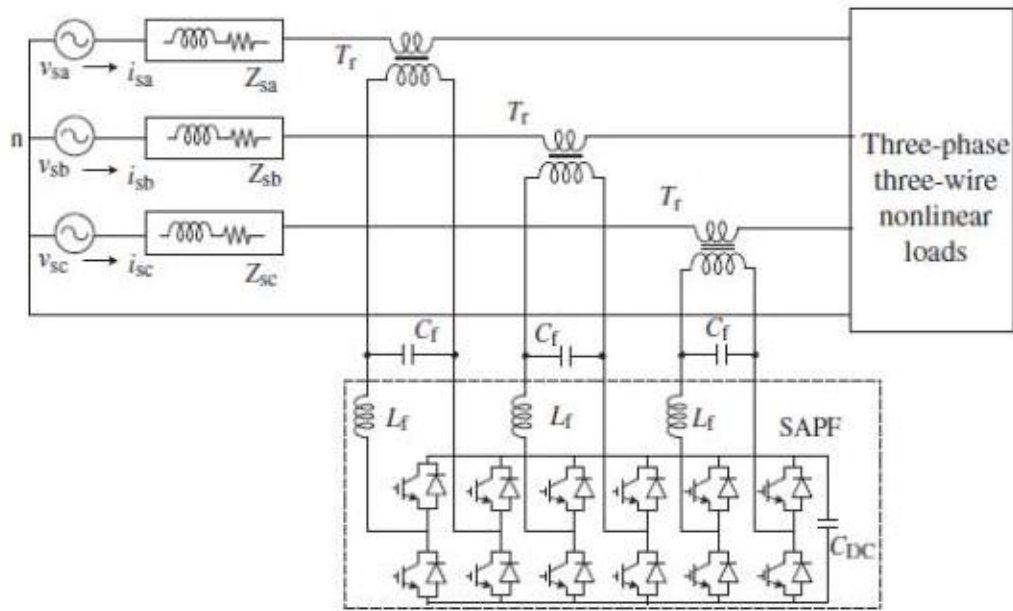 Tr
vsa
isa
Zsa
n
Tr
vsb
isb
Zsb
Tr
vsc
isc
Zsc
Three-phase
three-wire
nonlinear
loads
Cf
Cf
Cf
Lf
Lf
Lf
SAPF
CDC